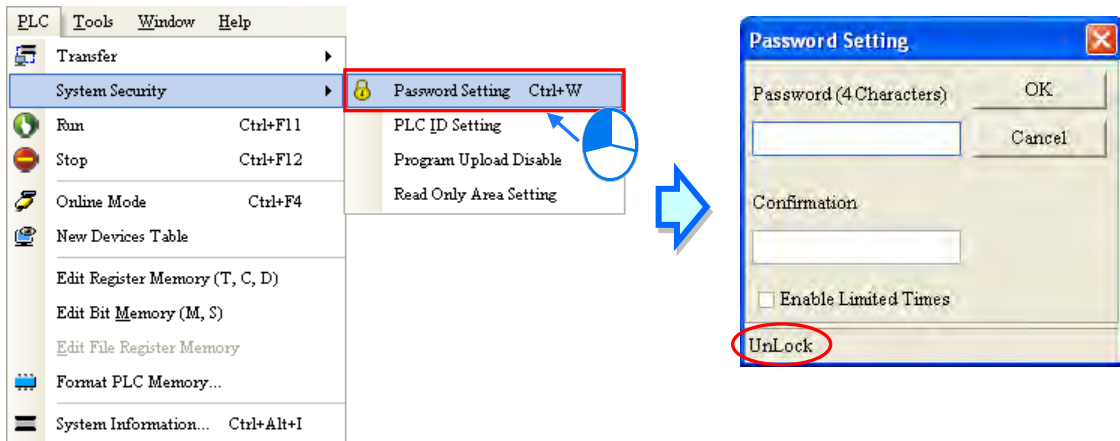 PLC Tools Window Help
Transfer
System Security
Run Ctrl+F11
Stop Ctrl+F12
Online Mode Ctrl+F4
New Devices Table
Edit Register Memory (T, C, D)
Edit Bit Memory (M, S)
Edit File Register Memory
Format PLC Memory...
System Information... Ctrl+Alt+I
Password Setting Ctrl+W
PLC ID Setting
Program Upload Disable
Read Only Area Setting
Password Setting
Password (4 Characters) OK
Cancel
Confirmation
Enable Limited Times
UnLock